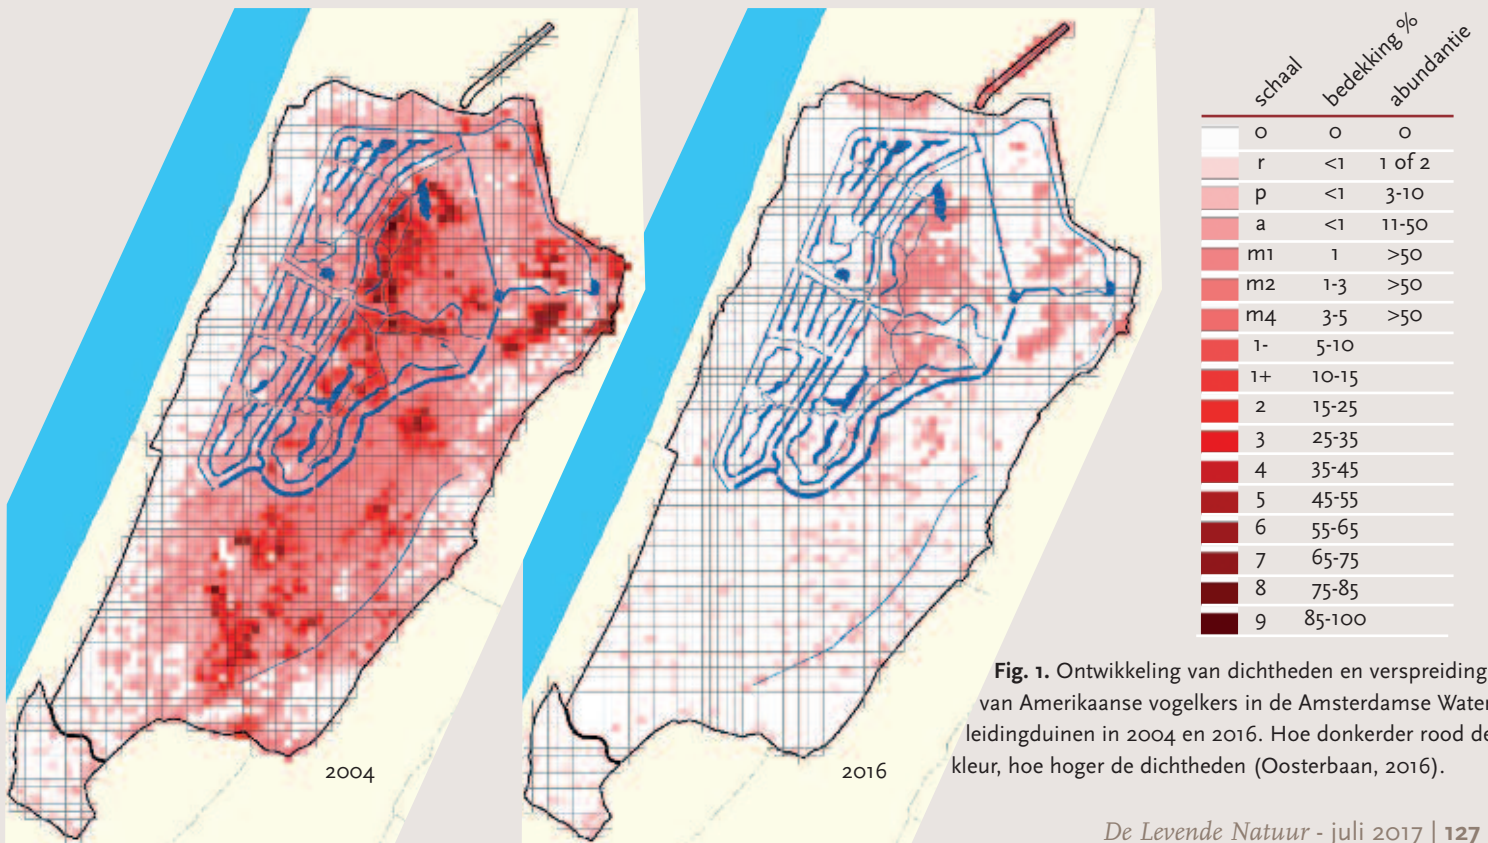 schaal bedekking % abundantie
0 0 0
r <1 1 of 2
p <1 3-10
a <1 11-50
m1 1 >50
m2 1-3 >50
m4 3-5 >50
1- 5-10
1+ 10-15
2 15-25
3 25-35
4 35-45
5 45-55
6 55-65
7 65-75
8 75-85
9 85-100
2004
2016
Fig. 1. Ontwikkeling van dichtheden en verspreiding
van Amerikaanse vogelkers in de Amsterdamse Water
leidingduinen in 2004 en 2016. Hoe donkerder rood de
kleur, hoe hoger de dichtheden (Oosterbaan, 2016).
De Levende Natuur - juli 2017 | 127